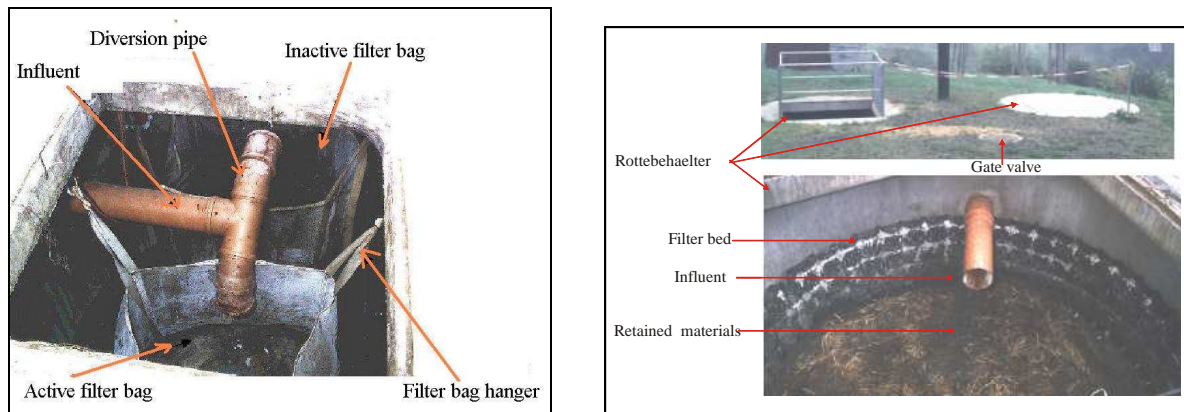 Diversion pipe
Inactive filter bag
Influent
Active filter bag
Filter bag hanger
Rottebehaelter
Gate valve
Filter bed
Influent
Retained materials